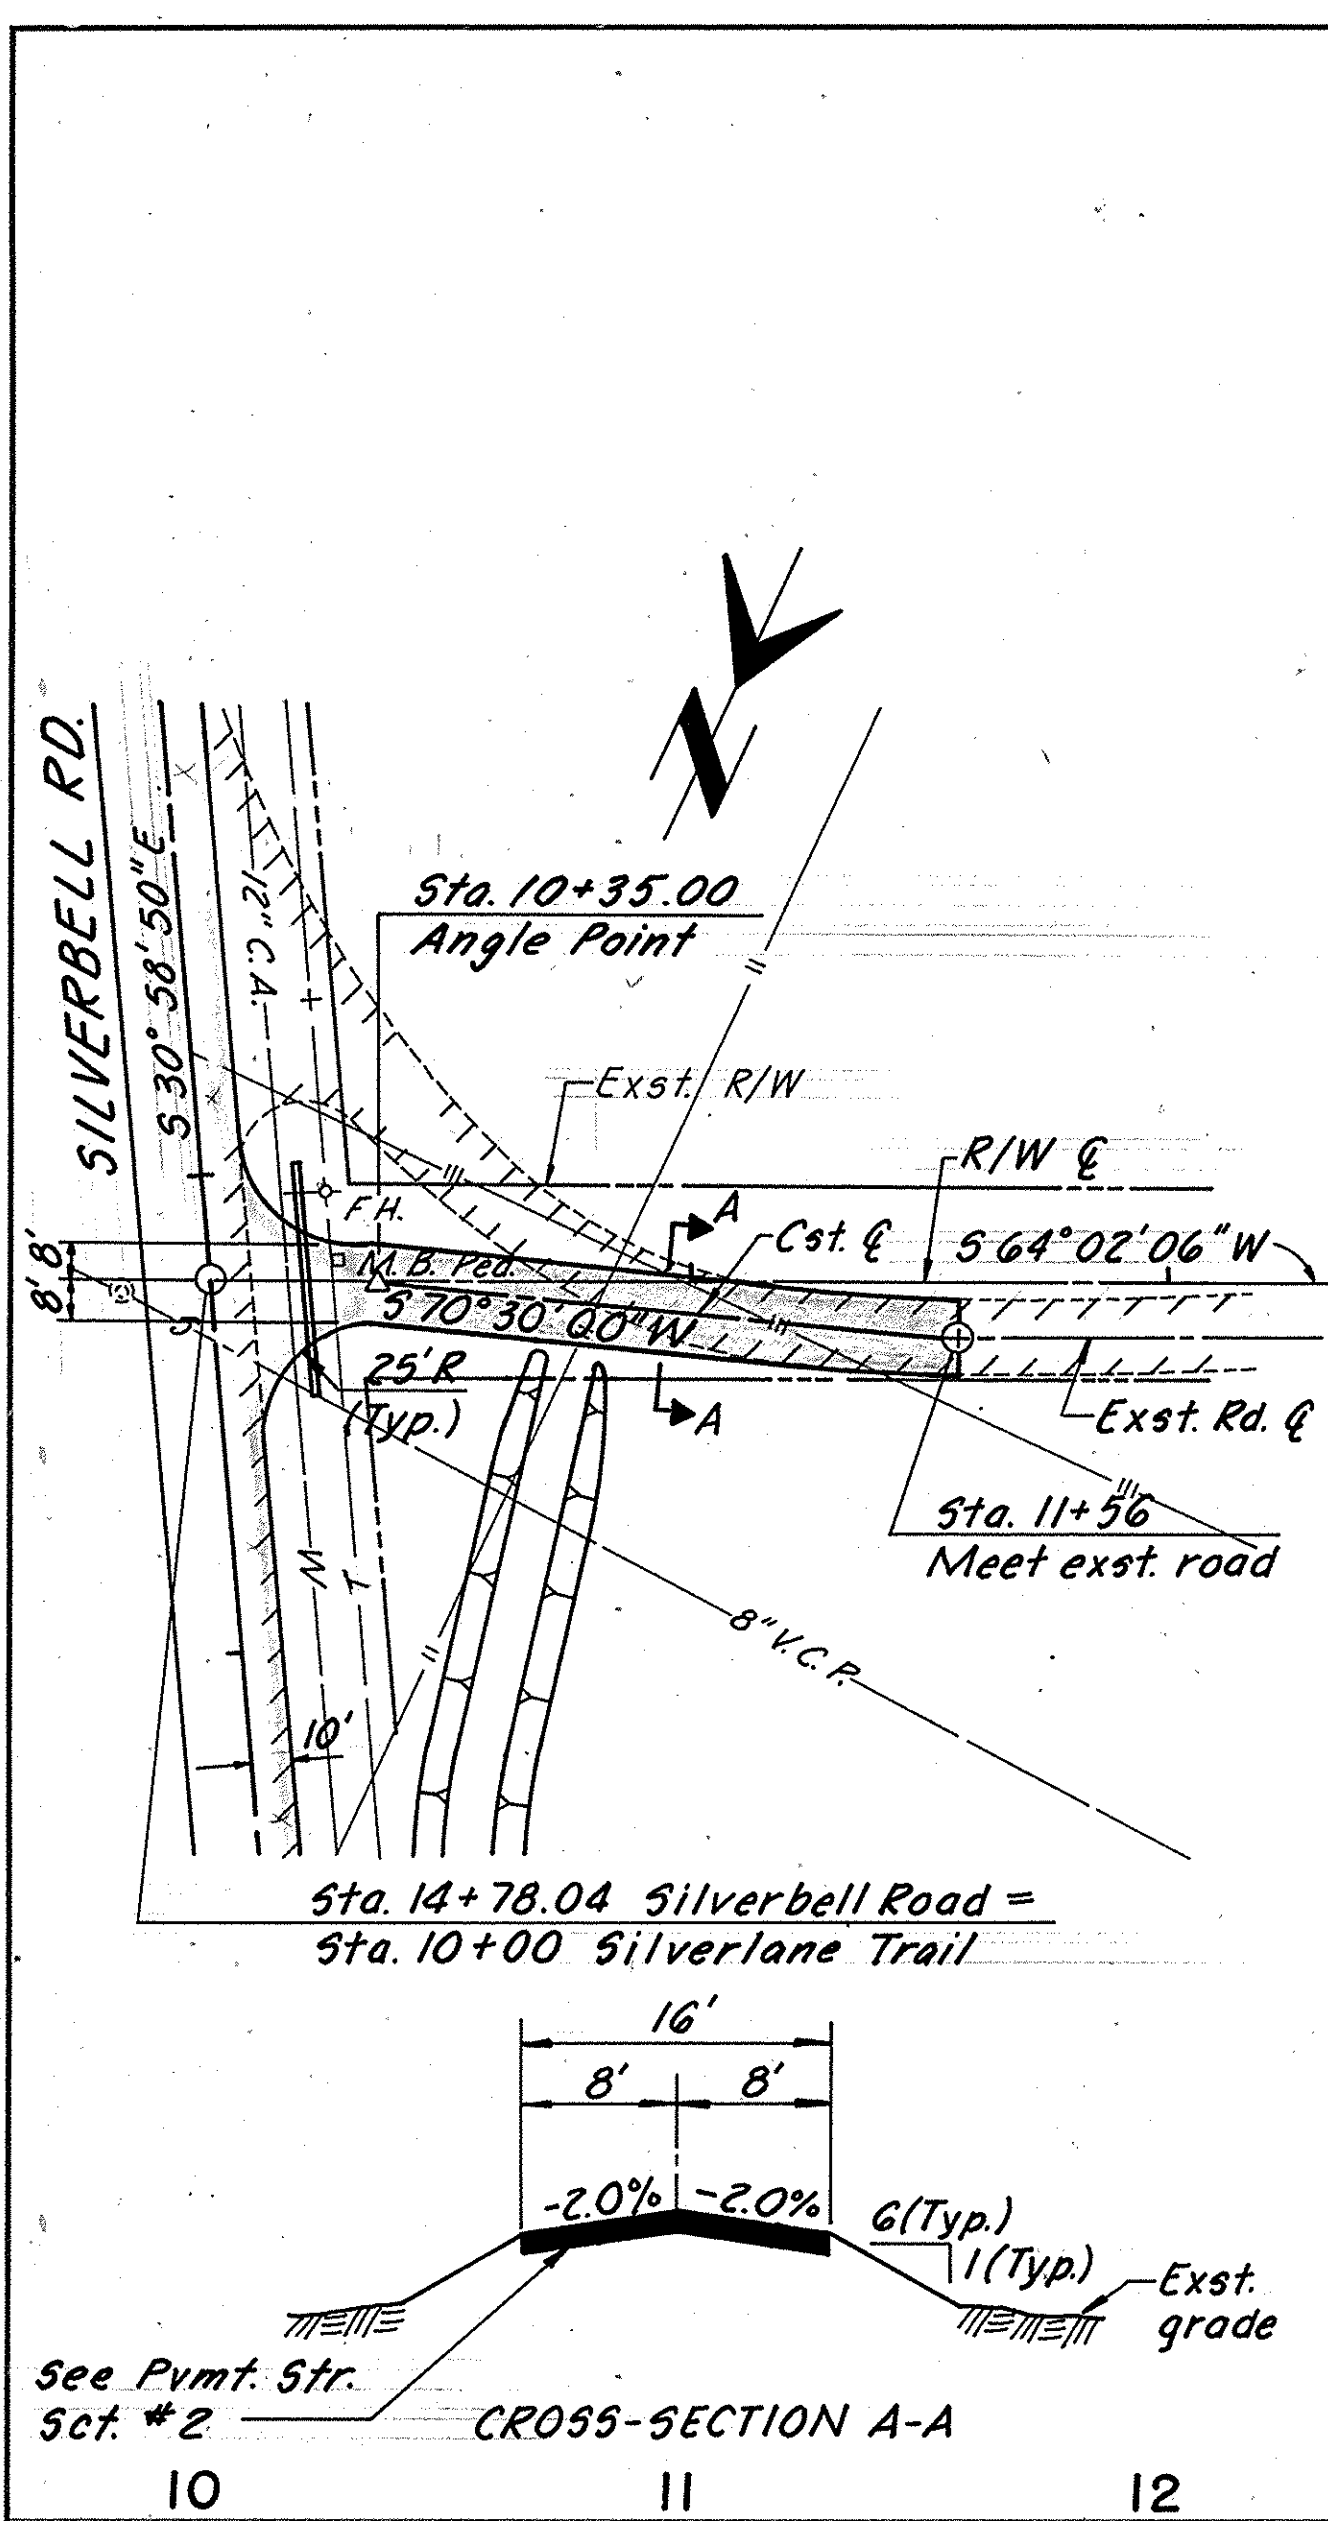 N
SILVERBELL RD.
S 30° 58' 50" E
12" C.A.
Sta. 10+35.00
Angle Point
Exst. R/W
R/W ℄
F.H.
A
Cst. ℄
S 64° 02' 06" W
8' 8'
M. B. Ped.
S 70° 30' 00" W
S
25' R
(Typ.)
A
Exst. Rd. ℄
Sta. 11+56
Meet exst. road
N
T
8" V.C.P.
10'
Sta. 14+78.04 Silverbell Road =
Sta. 10+00 Silverlane Trail
16'
8' 8'
-2.0% -2.0%
6 (Typ.)
1 (Typ.)
Exst.
grade
See Pvmt. Str.
Sct. #2
CROSS-SECTION A-A
10 11 12